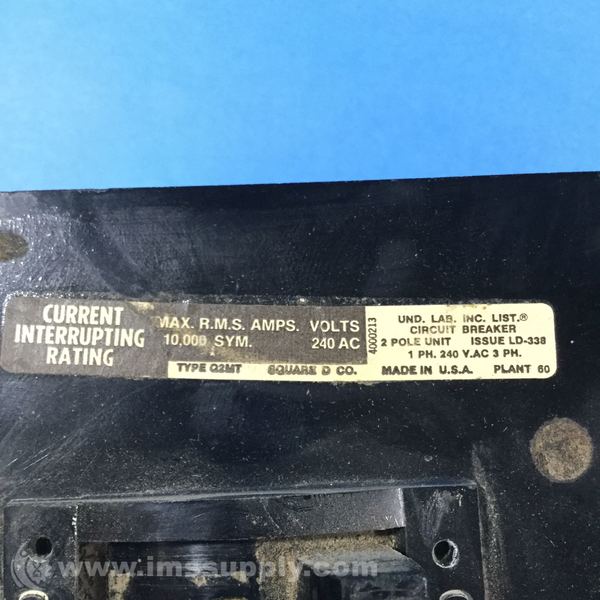 CURRENT
INTERRUPTING
RATING
MAX. R.M.S. AMPS. VOLTS
10,000 SYM. 240 AC
TYPE Q2MT SQUARE D CO.
4000213
UND. LAB. INC. LIST.®
CIRCUIT BREAKER
2 POLE UNIT ISSUE LD-338
1 PH. 240 V.AC 3 PH.
MADE IN U.S.A. PLANT 60
© www.imssupply.com